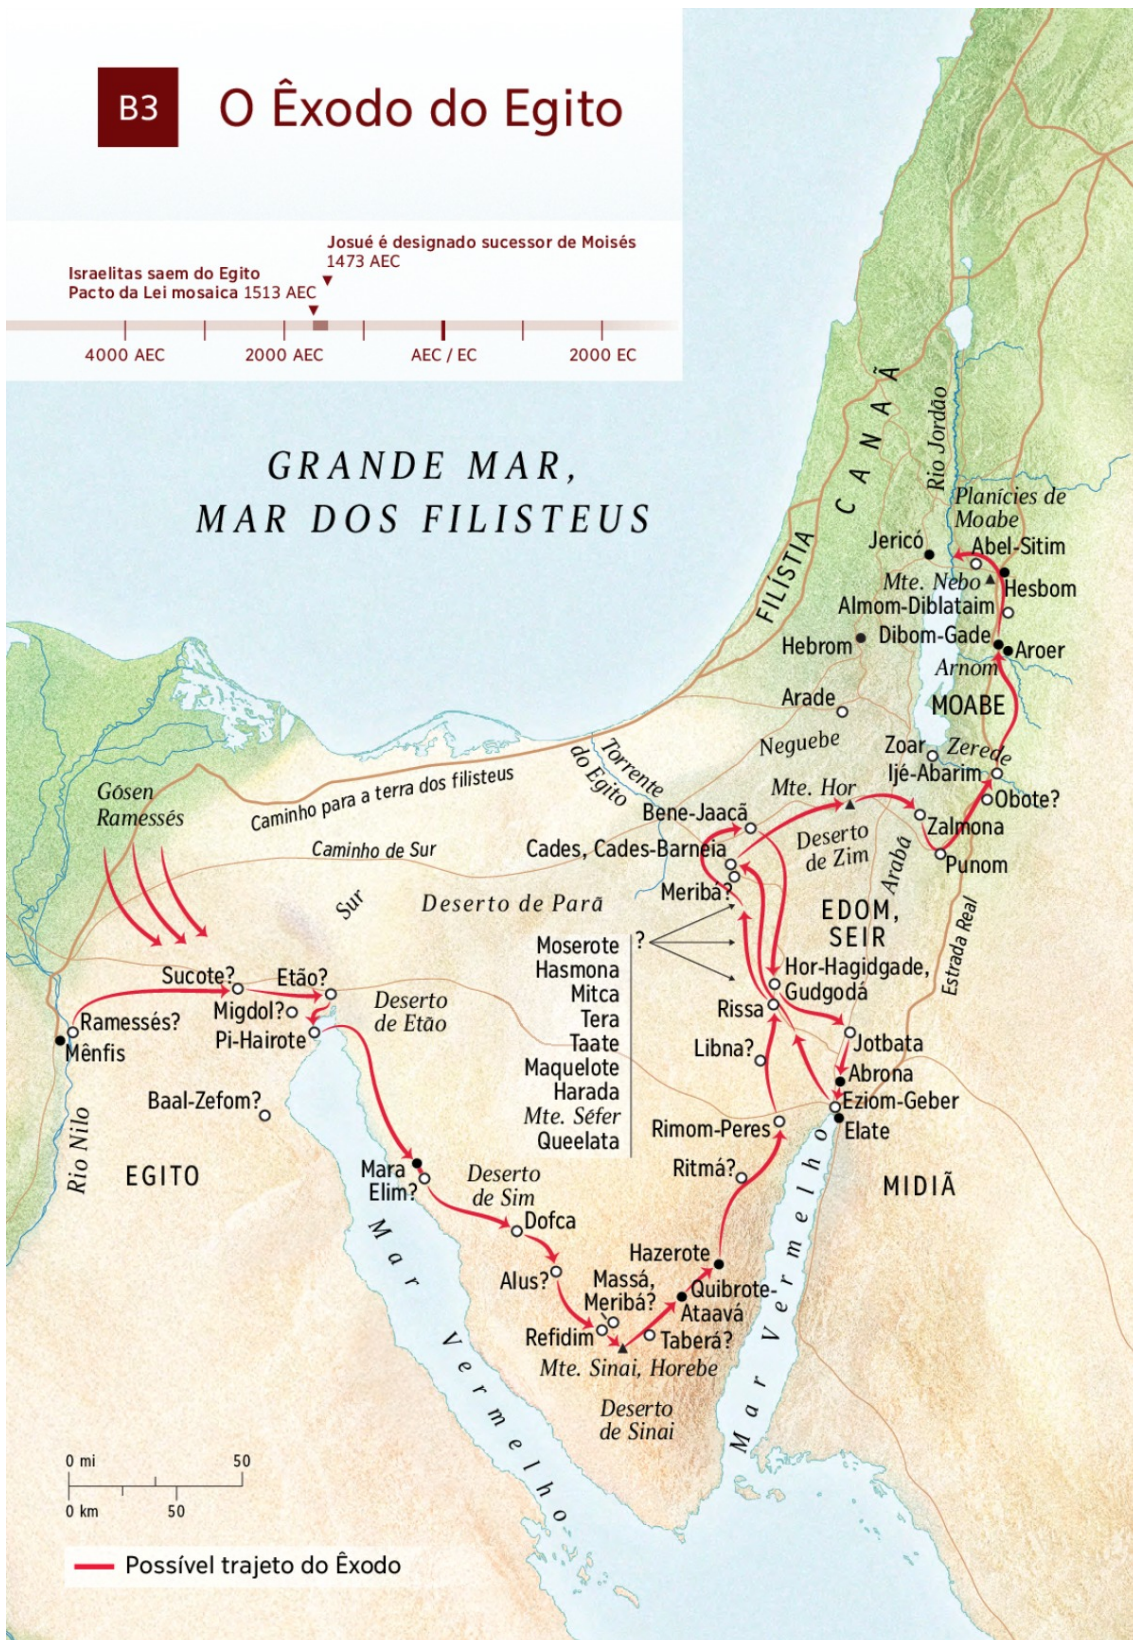 B3
O Êxodo do Egito
Josué é designado sucessor de Moisés
1473 AEC
Israelitas saem do Egito
Pacto da Lei mosaica 1513 AEC
4000 AEC
2000 AEC
AEC / EC
2000 EC
GRANDE MAR,
MAR DOS FILISTEUS
CANAÃ
Rio Jordão
FILÍSTIA
Planícies de
Moabe
Jericó
Abel-Sitim
Mte. Nebo
Hesbom
Almom-Diblataim
Dibom-Gade
Hebrom
Aroer
Arnom
Arade
MOABE
Neguebe
Zoar
Zerede
Ijé-Abarim
Torrente
do Egito
Mte. Hor
Obote?
Gósen
Ramessés
Caminho para a terra dos filisteus
Bene-Jaacã
Zalmona
Deserto
de Zim
Arabá
Punom
Caminho de Sur
Cades, Cades-Barneia
Meribá?
Sur
Deserto de Parã
EDOM,
SEIR
Estrada Real
Moserote
?
Hasmona
Mitca
Tera
Taate
Maquelote
Harada
Mte. Séfer
Queelata
Hor-Hagidgade,
Gudgodá
Sucote?
Etão?
Migdol?
Deserto
de Etão
Rissa
Ramessés?
Pi-Hairote
Mênfis
Jotbata
Libna?
Abrona
Baal-Zefom?
Eziom-Geber
Rimom-Peres
Elate
Rio Nilo
EGITO
Mara
Elim?
Deserto
de Sim
Ritmá?
MIDIÃ
Dofca
Mar Vermelho
Hazerote
Alus?
Massá,
Meribá?
Quibrote-
Ataavá
Refidim
Taberá?
Mte. Sinai, Horebe
Mar Vermelho
Deserto
de Sinai
0 mi
50
0 km
50
Possível trajeto do Êxodo